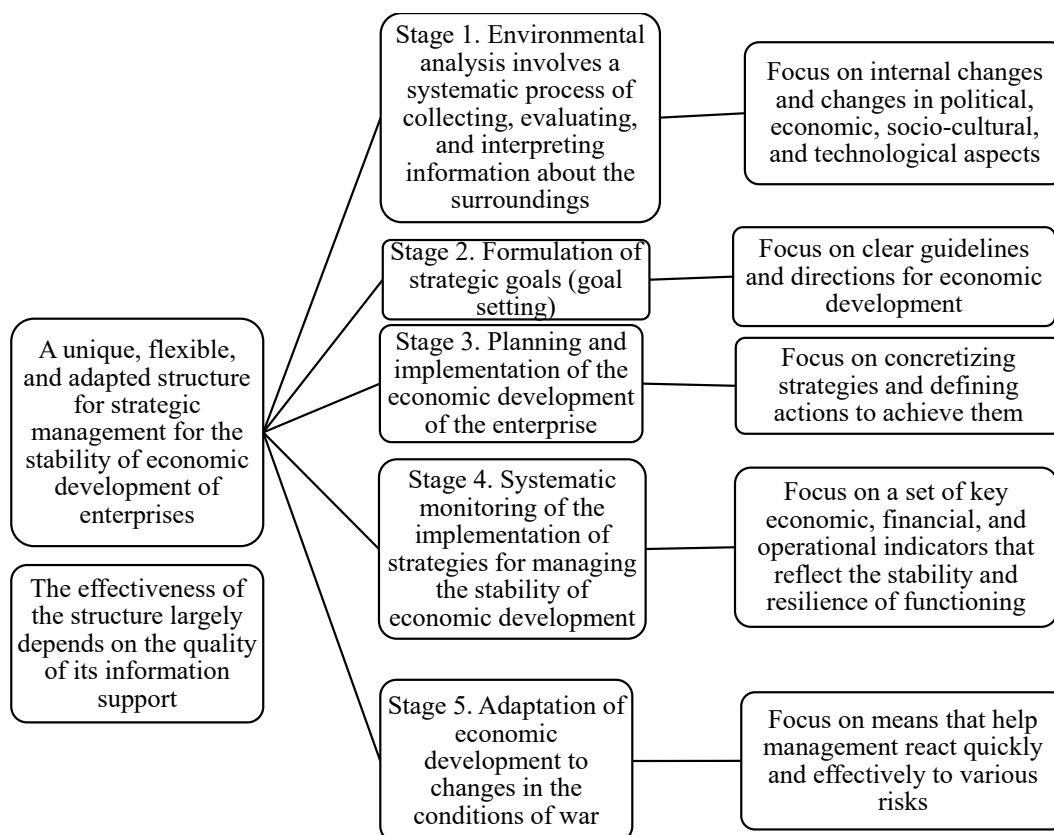 A unique, flexible,
and adapted structure
for strategic
management for the
stability of economic
development of
enterprises
The effectiveness of
the structure largely
depends on the quality
of its information
support
Stage 1. Environmental
analysis involves a
systematic process of
collecting, evaluating,
and interpreting
information about the
surroundings
Focus on internal changes
and changes in political,
economic, socio-cultural,
and technological aspects
Stage 2. Formulation of
strategic goals (goal
setting)
Focus on clear guidelines
and directions for economic
development
Stage 3. Planning and
implementation of the
economic development
of the enterprise
Focus on concretizing
strategies and defining
actions to achieve them
Stage 4. Systematic
monitoring of the
implementation of
strategies for managing
the stability of
economic development
Focus on a set of key
economic, financial, and
operational indicators that
reflect the stability and
resilience of functioning
Stage 5. Adaptation of
economic
development to
changes in the
conditions of war
Focus on means that help
management react quickly
and effectively to various
risks